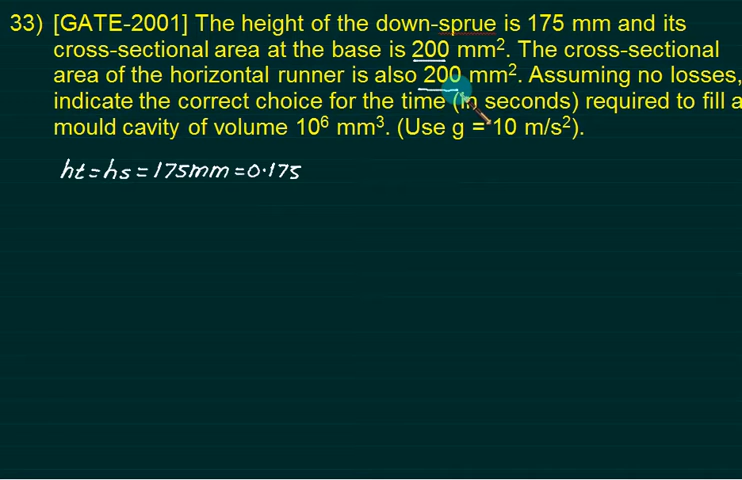 33) [GATE-2001] The height of the down-sprue is 175 mm and its
cross-sectional area at the base is 200 mm². The cross-sectional
area of the horizontal runner is also 200 mm². Assuming no losses,
indicate the correct choice for the time (in seconds) required to fill a
mould cavity of volume 10⁶ mm³. (Use g = 10 m/s²).
ht = hs = 175mm = 0.175